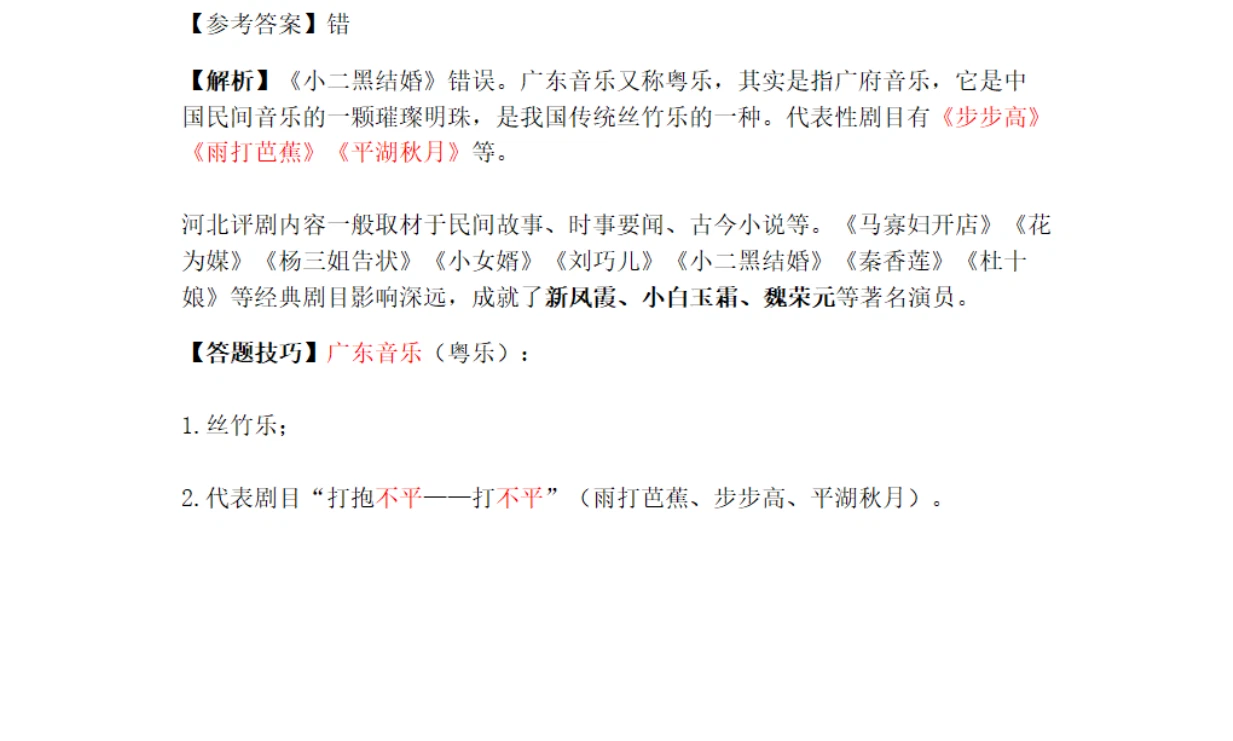 【参考答案】错
【解析】《小二黑结婚》错误。广东音乐又称粤乐，其实是指广府音乐，它是中
国民间音乐的一颗璀璨明珠，是我国传统丝竹乐的一种。代表性剧目有《步步高》
《雨打芭蕉》《平湖秋月》等。
河北评剧内容一般取材于民间故事、时事要闻、古今小说等。《马寡妇开店》《花
为媒》《杨三姐告状》《小女婿》《刘巧儿》《小二黑结婚》《秦香莲》《杜十
娘》等经典剧目影响深远，成就了新凤霞、小白玉霜、魏荣元等著名演员。
【答题技巧】广东音乐（粤乐）：
1.丝竹乐；
2.代表剧目“打抱不平——打不平”（雨打芭蕉、步步高、平湖秋月）。